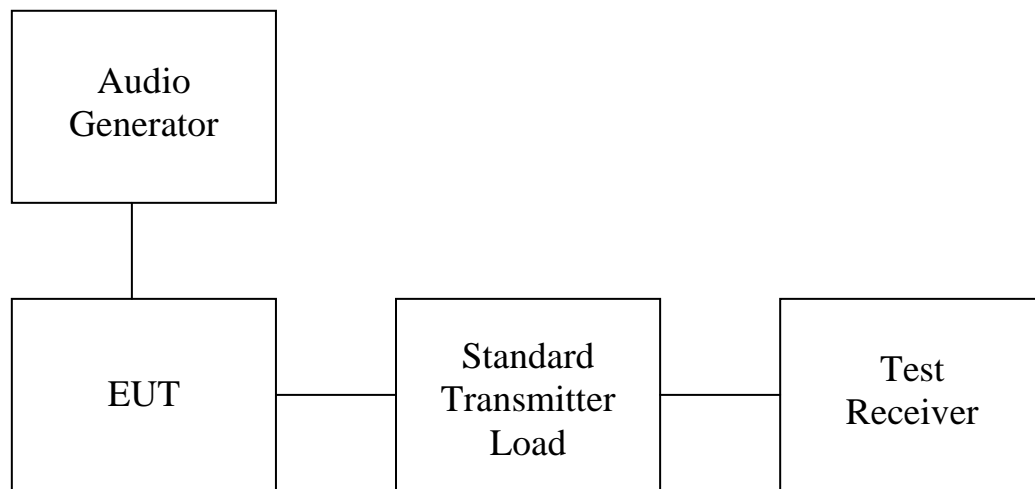 Audio
Generator
EUT
Standard
Transmitter
Load
Test
Receiver